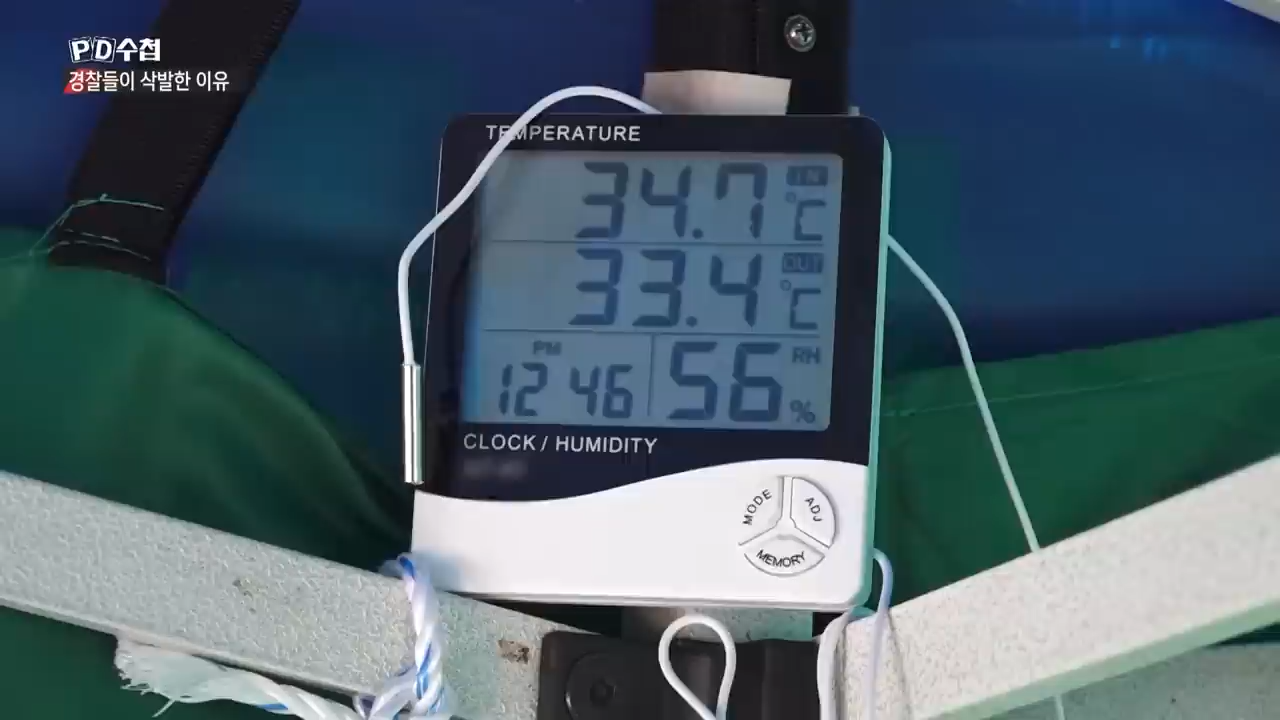 PD수첩
경찰들이 삭발한 이유
TEMPERATURE
34.7 IN °C
33.4 OUT °C
PM 12 46
56 RH %
CLOCK / HUMIDITY
MODE
ADJ
MEMORY